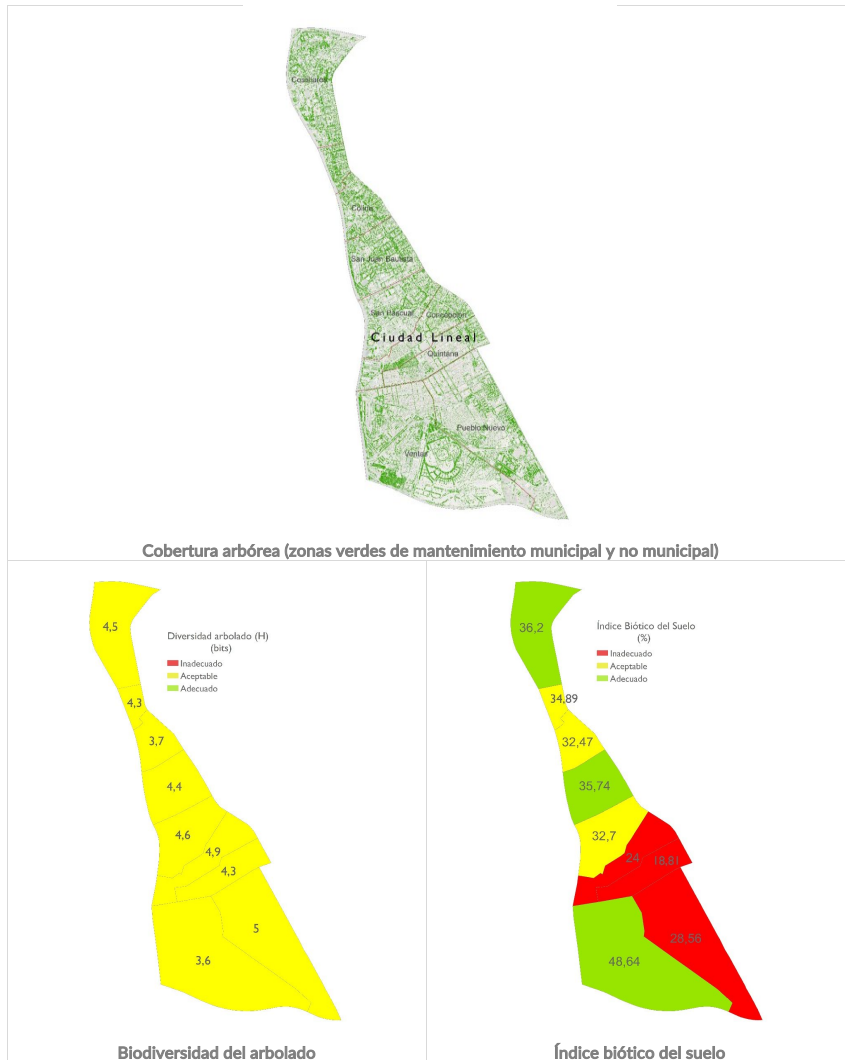 Costillares
Colina
San Juan Bautista
San Pascual
Concepción
Ciudad Lineal
Quintana
Pueblo Nuevo
Ventas
Cobertura arbórea (zonas verdes de mantenimiento municipal y no municipal)
Diversidad arbolado (H)
(bits)
Inadecuado
Aceptable
Adecuado
4,5
4,3
3,7
4,4
4,6
4,9
4,3
5
3,6
Biodiversidad del arbolado
Índice Biótico del Suelo
(%)
Inadecuado
Aceptable
Adecuado
36,2
34,89
32,47
35,74
32,7
24
18,81
28,56
48,64
Índice biótico del suelo